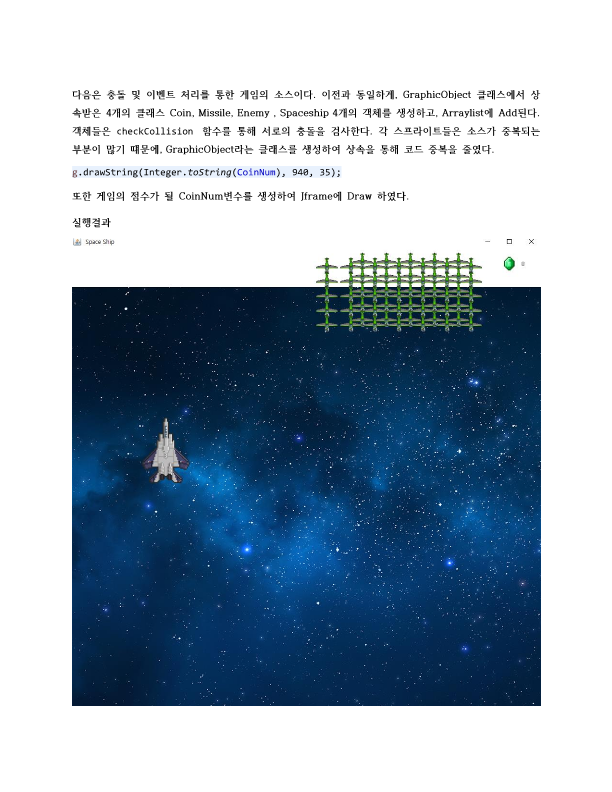 다음은 충돌 및 이벤트 처리를 통한 게임의 소스이다. 이전과 동일하게, GraphicObject 클래스에서 상
속받은 4개의 클래스 Coin, Missile, Enemy , Spaceship 4개의 객체를 생성하고, Arraylist에 Add된다.
객체들은 checkCollision 함수를 통해 서로의 충돌을 검사한다. 각 스프라이트들은 소스가 중복되는
부분이 많기 때문에, GraphicObject라는 클래스를 생성하여 상속을 통해 코드 중복을 줄였다.
g.drawString(Integer.toString(CoinNum), 940, 35);
또한 게임의 점수가 될 CoinNum변수를 생성하여 Jframe에 Draw 하였다.
실행결과
Space Ship